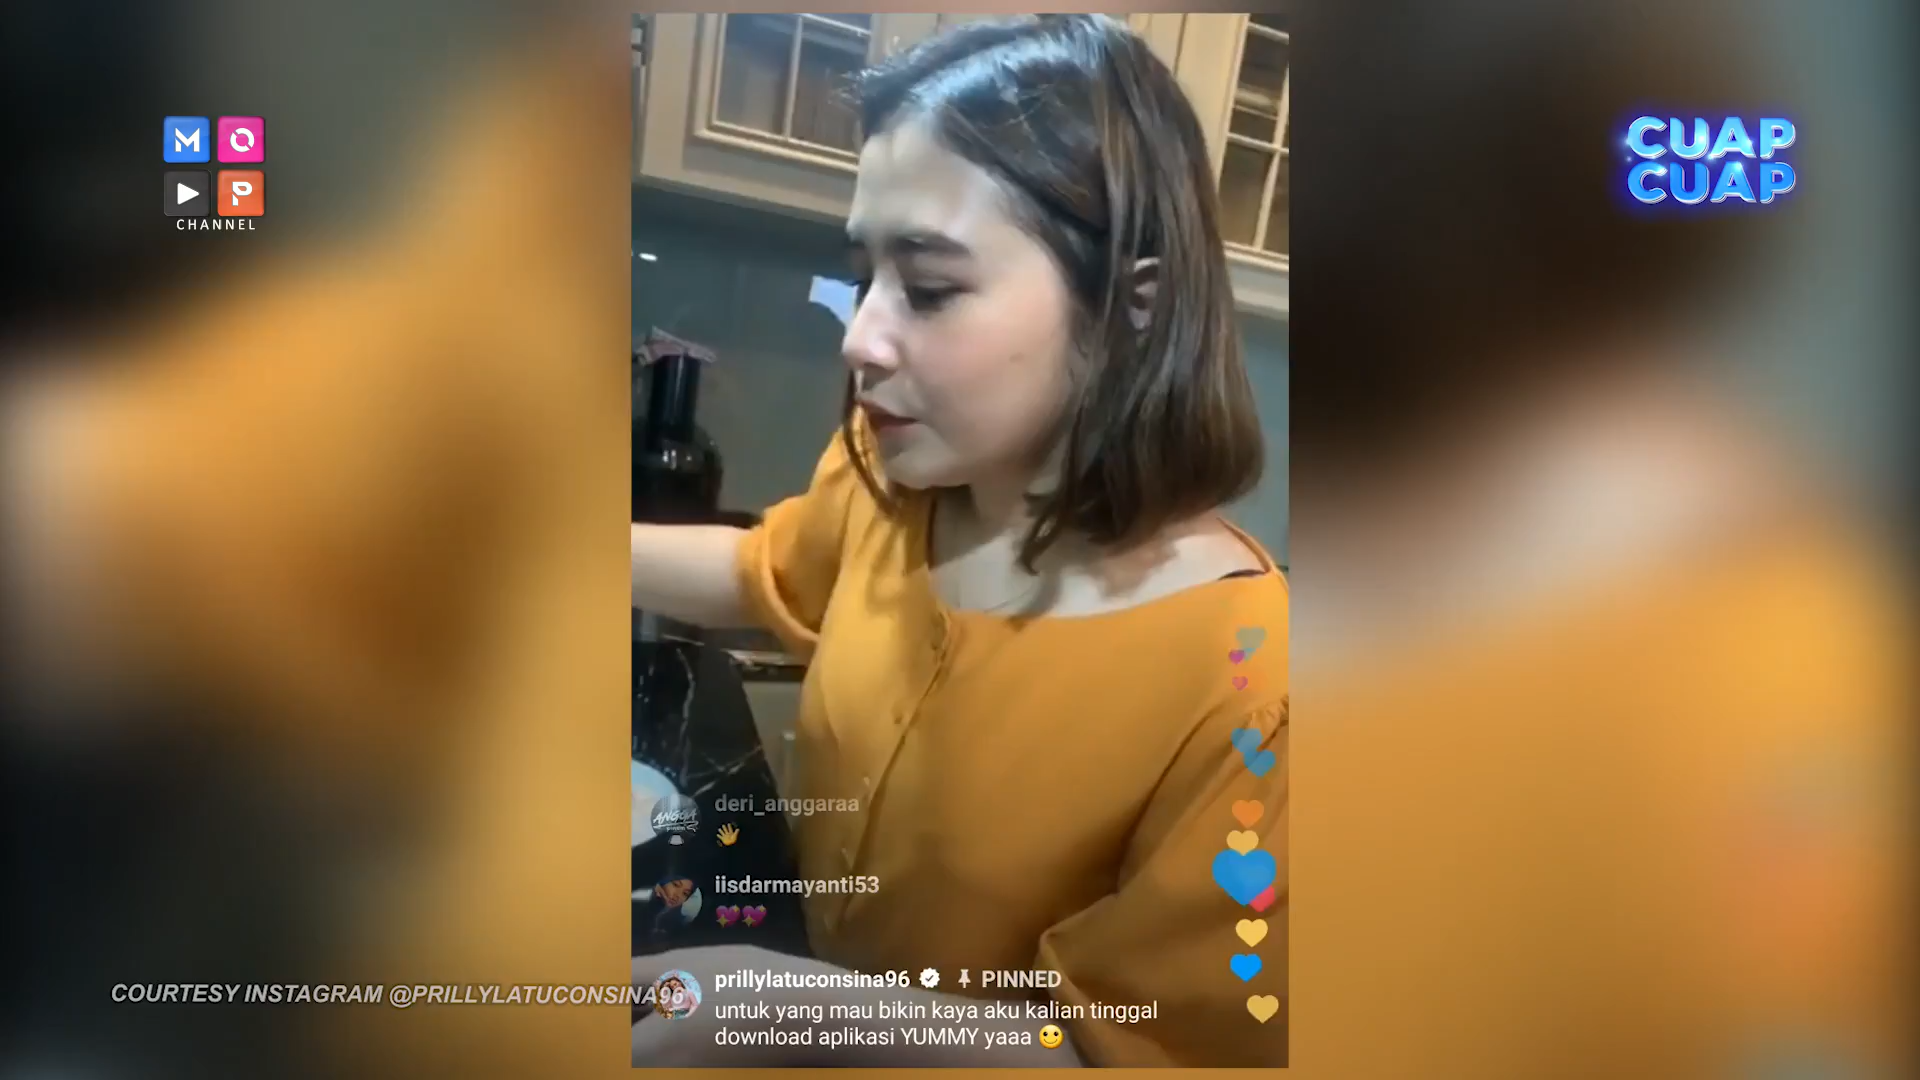 M O
P
CHANNEL
CUAP
CUAP
deri_anggaraa
👋
ANGGA
iisdarmayanti53
💖💖
prillylatuconsina96 PINNED
untuk yang mau bikin kaya aku kalian tinggal
download aplikasi YUMMY yaaa 🙂
COURTESY INSTAGRAM @PRILLYLATUCONSINA96